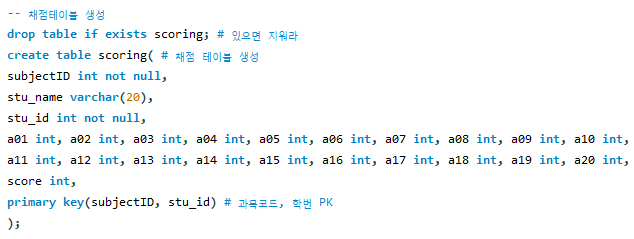 -- 채점테이블 생성
drop table if exists scoring; # 있으면 지워라
create table scoring( # 채점 테이블 생성
subjectID int not null,
stu_name varchar(20),
stu_id int not null,
a01 int, a02 int, a03 int, a04 int, a05 int, a06 int, a07 int, a08 int, a09 int, a10 int,
a11 int, a12 int, a13 int, a14 int, a15 int, a16 int, a17 int, a18 int, a19 int, a20 int,
score int,
primary key(subjectID, stu_id) # 과목코드, 학번 PK
);